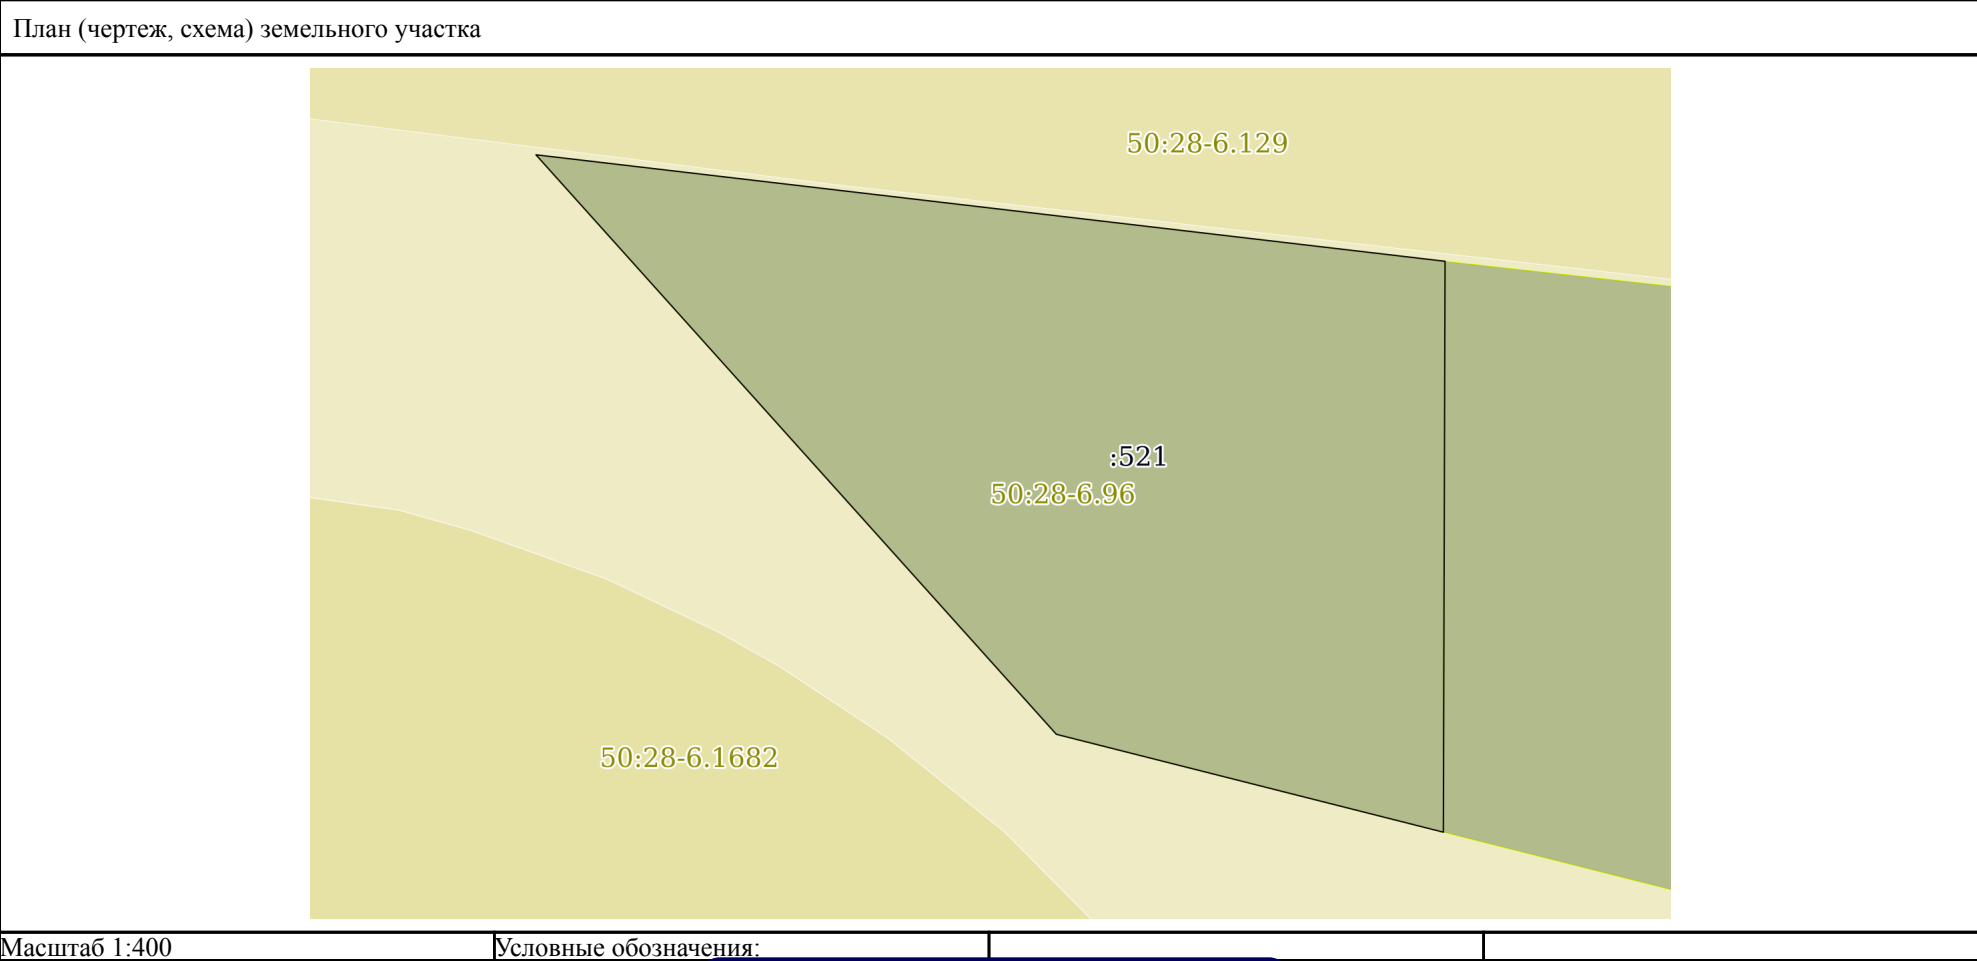 План (чертеж, схема) земельного участка
50:28-6.129
:521
50:28-6.96
50:28-6.1682
Масштаб 1:400
Условные обозначения: